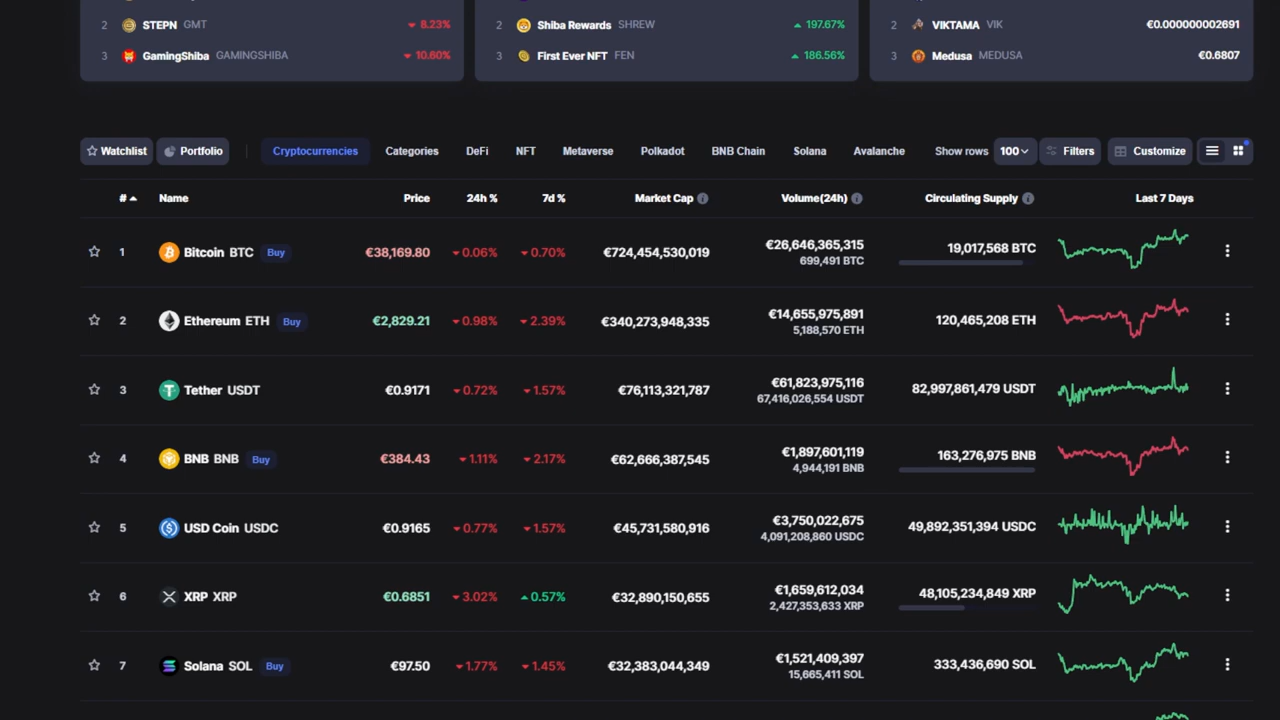 2 STEPN GMT 8.23%
2 Shiba Rewards SHREW 197.67%
2 VIKTAMA VIK €0.000000002691
3 GamingShiba GAMINGSHIBA 10.60%
3 First Ever NFT FEN 186.56%
3 Medusa MEDUSA €0.6807
Watchlist Portfolio Cryptocurrencies Categories DeFi NFT Metaverse Polkadot BNB Chain Solana Avalanche Show rows 100 Filters Customize
# Name Price 24h % 7d % Market Cap Volume(24h) Circulating Supply Last 7 Days
1 Bitcoin BTC Buy €38,169.80 0.06% 0.70% €724,454,530,019 €26,646,365,315 19,017,568 BTC
699,491 BTC
2 Ethereum ETH Buy €2,829.21 0.98% 2.39% €340,273,948,335 €14,655,975,891 120,465,208 ETH
5,188,570 ETH
3 Tether USDT €0.9171 0.72% 1.57% €76,113,321,787 €61,823,975,116 82,997,861,479 USDT
67,416,026,554 USDT
4 BNB BNB Buy €384.43 1.11% 2.17% €62,666,387,545 €1,897,601,119 163,276,975 BNB
4,944,191 BNB
5 USD Coin USDC €0.9165 0.77% 1.57% €45,731,580,916 €3,750,022,675 49,892,351,394 USDC
4,091,208,860 USDC
6 XRP XRP €0.6851 3.02% 0.57% €32,890,150,655 €1,659,612,034 48,105,234,849 XRP
2,427,353,633 XRP
7 Solana SOL Buy €97.50 1.77% 1.45% €32,383,044,349 €1,521,409,397 333,436,690 SOL
15,665,411 SOL